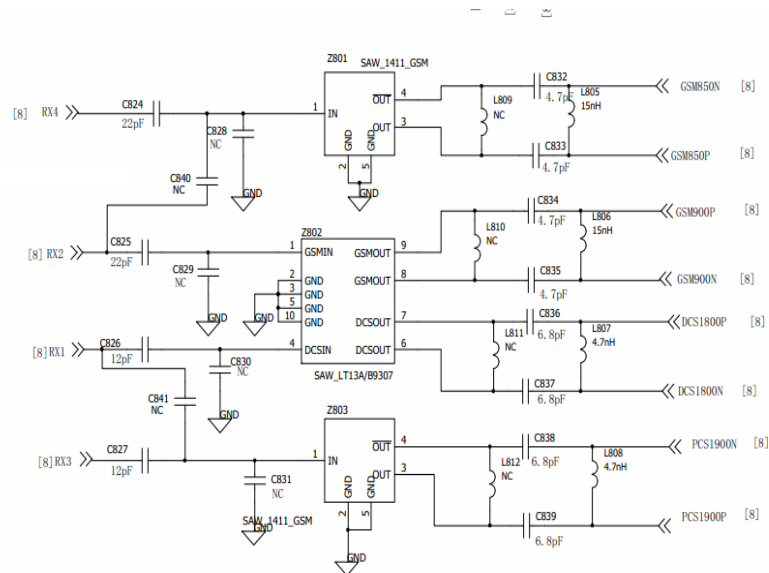 Z801
SAW_1411_GSM
[8] RX4
C824
22pF
1
IN
OUT
4
OUT
3
GND
GND
2
5
GND
C828
NC
GND
C840
NC
L809
NC
C832
4.7pF
L805
15nH
C833
4.7pF
GSM850N [8]
GSM850P [8]
[8] RX2
C825
22pF
C829
NC
GND
Z802
1
GSMIN
2
GND
3
GND
5
GND
10
GND
GND
4
DCSIN
GSMOUT
9
GSMOUT
8
DCSOUT
7
DCSOUT
6
SAW_LT13A/B9307
L810
NC
C834
4.7pF
L806
15nH
C835
4.7pF
GSM900P [8]
GSM900N [8]
C836
6.8pF
L811
NC
L807
4.7nH
C837
6.8pF
DCS1800P [8]
DCS1800N [8]
[8] RX1
C826
12pF
C830
NC
GND
C841
NC
[8] RX3
C827
12pF
C831
NC
GND
Z803
1
IN
OUT
4
OUT
3
GND
GND
2
5
SAW_1411_GSM
GND
C838
6.8pF
L812
NC
L808
4.7nH
C839
6.8pF
PCS1900N [8]
PCS1900P [8]